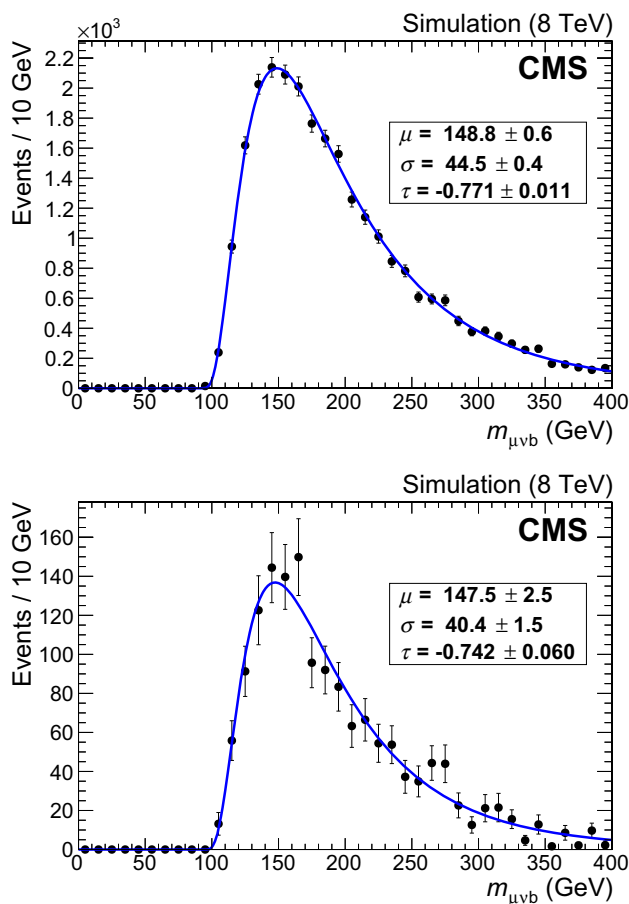 ×10³
Simulation (8 TeV)
CMS
Events / 10 GeV
2.2
2
1.8
1.6
1.4
1.2
1
0.8
0.6
0.4
0.2
0
μ = 148.8 ± 0.6
σ = 44.5 ± 0.4
τ = -0.771 ± 0.011
0 50 100 150 200 250 300 350 400
m_μνb (GeV)
Simulation (8 TeV)
CMS
Events / 10 GeV
160
140
120
100
80
60
40
20
0
μ = 147.5 ± 2.5
σ = 40.4 ± 1.5
τ = -0.742 ± 0.060
0 50 100 150 200 250 300 350 400
m_μνb (GeV)